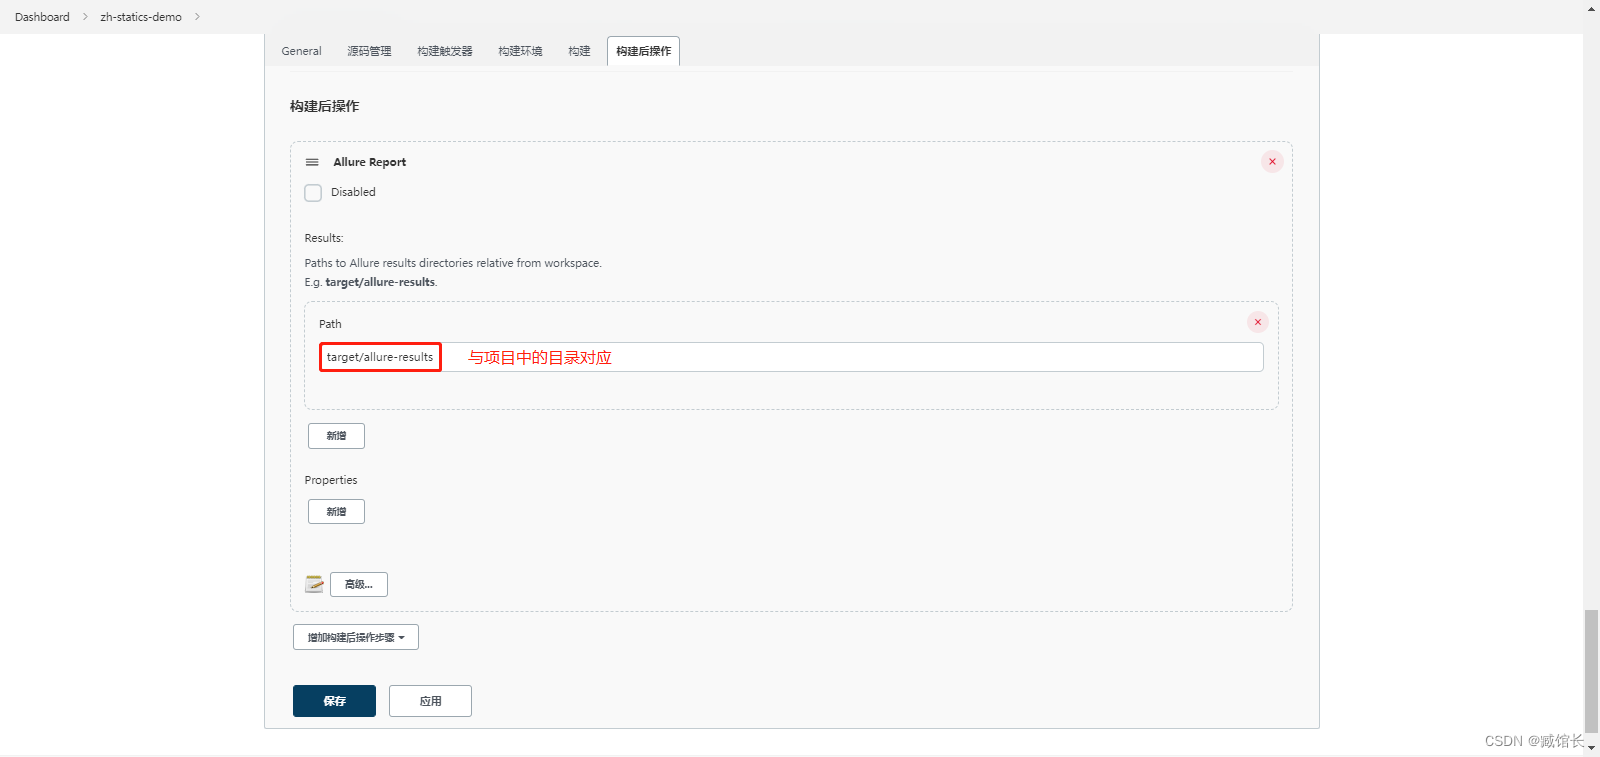 Dashboard > zh-statics-demo >
General 源码管理 构建触发器 构建环境 构建 构建后操作
构建后操作
Allure Report
Disabled
Results:
Paths to Allure results directories relative from workspace.
E.g. target/allure-results.
Path
target/allure-results 与项目中的目录对应
新增
Properties
新增
高级...
增加构建后操作步骤
保存 应用
CSDN @臧馆长